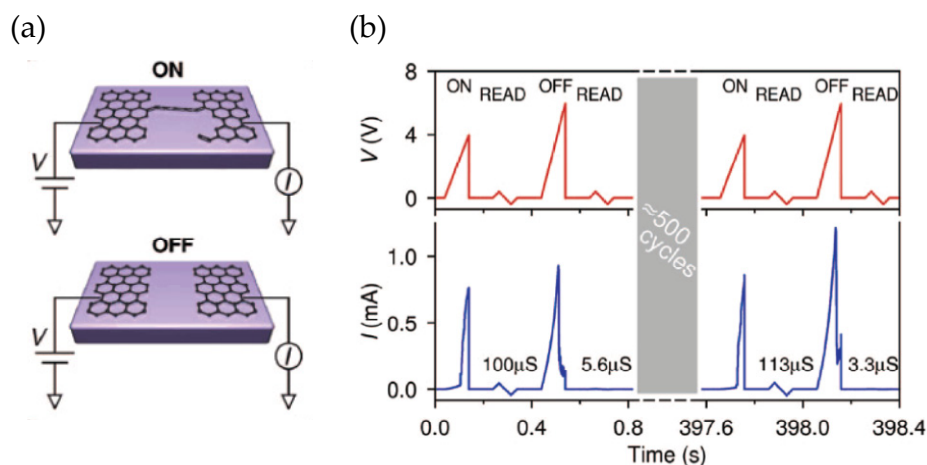 (a)
ON
V
I
OFF
V
I
(b)
8
4
0
V (V)
ON READ OFF READ
ON READ OFF READ
≈500
cycles
1.0
0.5
0.0
I (mA)
100μS 5.6μS
113μS 3.3μS
0.0 0.4 0.8 397.6 398.0 398.4
Time (s)